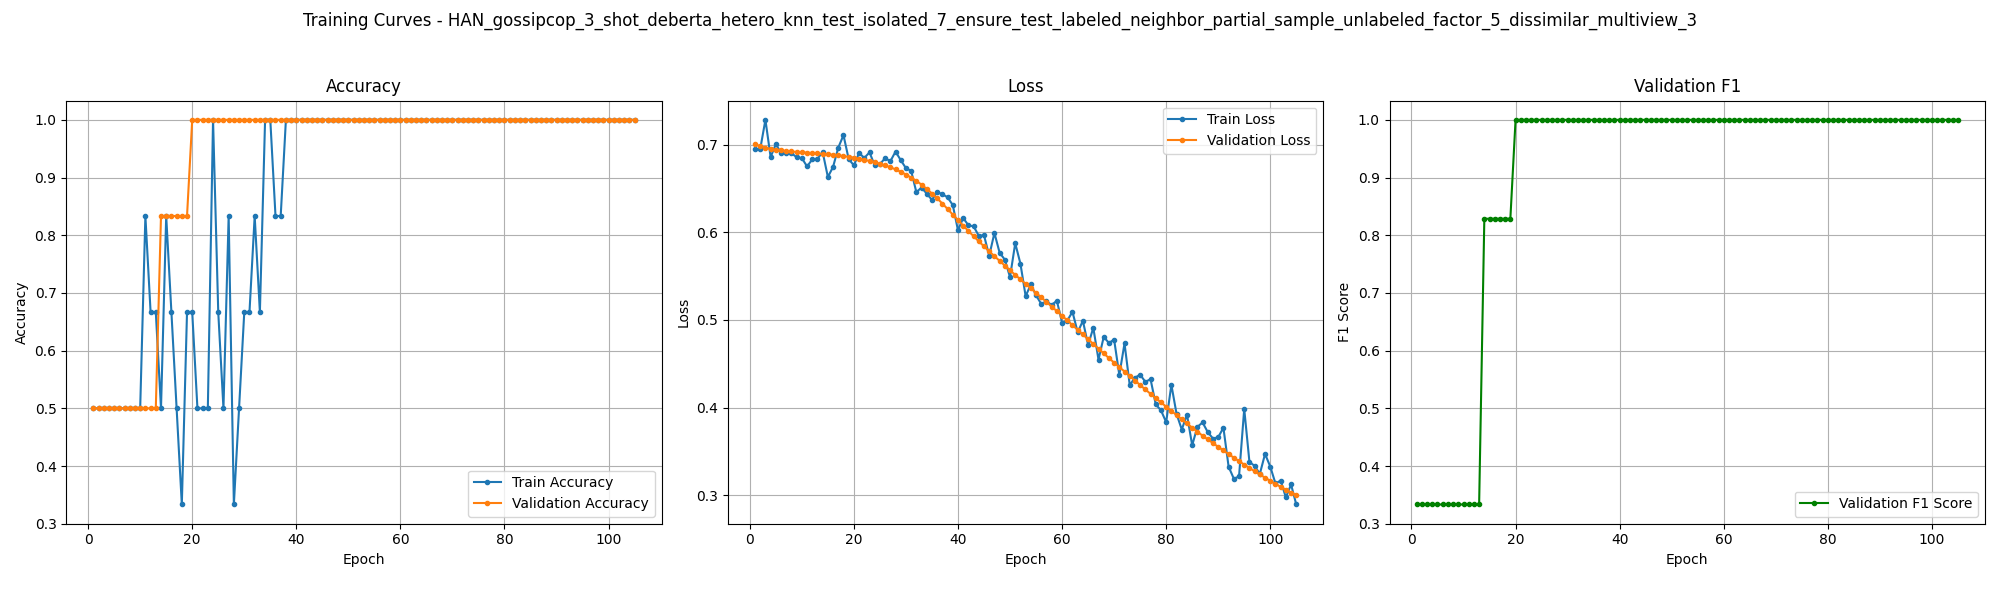 Training Curves - HAN_gossipcop_3_shot_deberta_hetero_knn_test_isolated_7_ensure_test_labeled_neighbor_partial_sample_unlabeled_factor_5_dissimilar_multiview_3
Accuracy
1.0
0.9
0.8
0.7
0.6
0.5
0.4
0.3
Accuracy
0 20 40 60 80 100
Epoch
Train Accuracy
Validation Accuracy
Loss
0.7
0.6
0.5
0.4
0.3
Loss
0 20 40 60 80 100
Epoch
Train Loss
Validation Loss
Validation F1
1.0
0.9
0.8
0.7
0.6
0.5
0.4
0.3
F1 Score
0 20 40 60 80 100
Epoch
Validation F1 Score